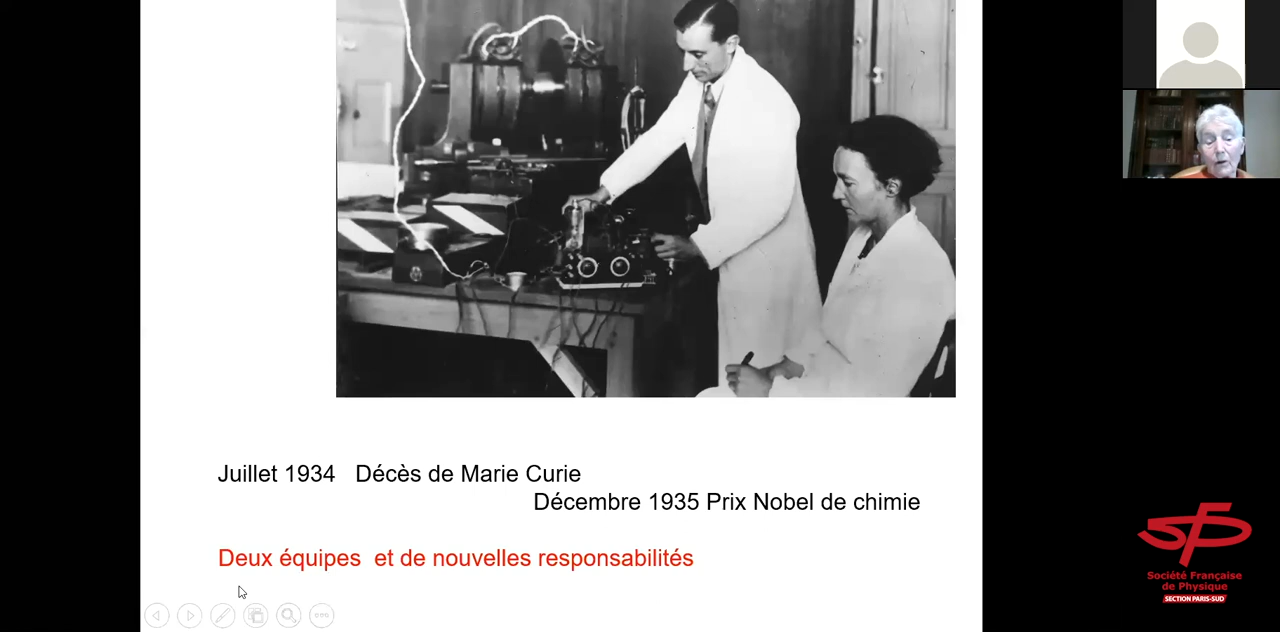 Juillet 1934 Décès de Marie Curie
Décembre 1935 Prix Nobel de chimie
Deux équipes et de nouvelles responsabilités
sfp
Société Française
de Physique
SECTION PARIS-SUD